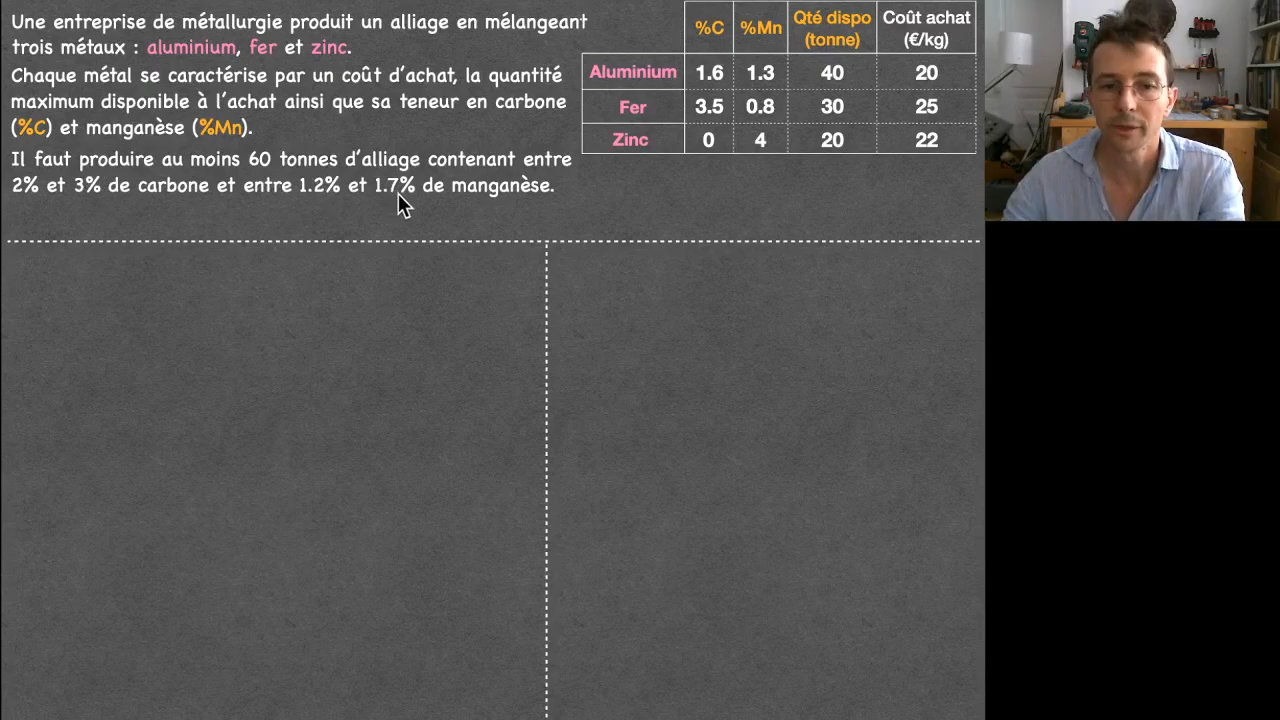 Une entreprise de métallurgie produit un alliage en mélangeant
trois métaux : aluminium, fer et zinc.
Chaque métal se caractérise par un coût d'achat, la quantité
maximum disponible à l'achat ainsi que sa teneur en carbone
(%C) et manganèse (%Mn).
Il faut produire au moins 60 tonnes d'alliage contenant entre
2% et 3% de carbone et entre 1.2% et 1.7% de manganèse.
%C %Mn Qté dispo (tonne) Coût achat (€/kg)
Aluminium 1.6 1.3 40 20
Fer 3.5 0.8 30 25
Zinc 0 4 20 22